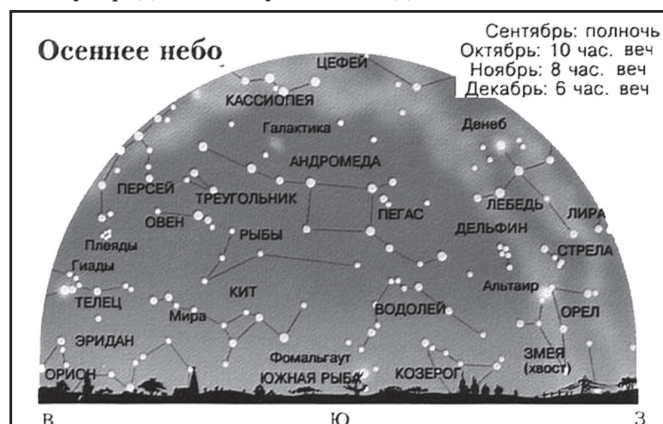 Осеннее небо
Сентябрь: полночь
Октябрь: 10 час. веч
Ноябрь: 8 час. веч
Декабрь: 6 час. веч
ЦЕФЕЙ
КАССИОПЕЯ
Галактика
Денеб
АНДРОМЕДА
ПЕРСЕЙ
ТРЕУГОЛЬНИК
ПЕГАС
ЛЕБЕДЬ
ЛИРА
ОВЕН
РЫБЫ
ДЕЛЬФИН
СТРЕЛА
Плеяды
Гиады
ТЕЛЕЦ
КИТ
Альтаир
Мира
ВОДОЛЕЙ
ОРЕЛ
ЭРИДАН
Фомальгаут
ЗМЕЯ
(хвост)
ОРИОН
ЮЖНАЯ РЫБА
КОЗЕРОГ
В Ю З